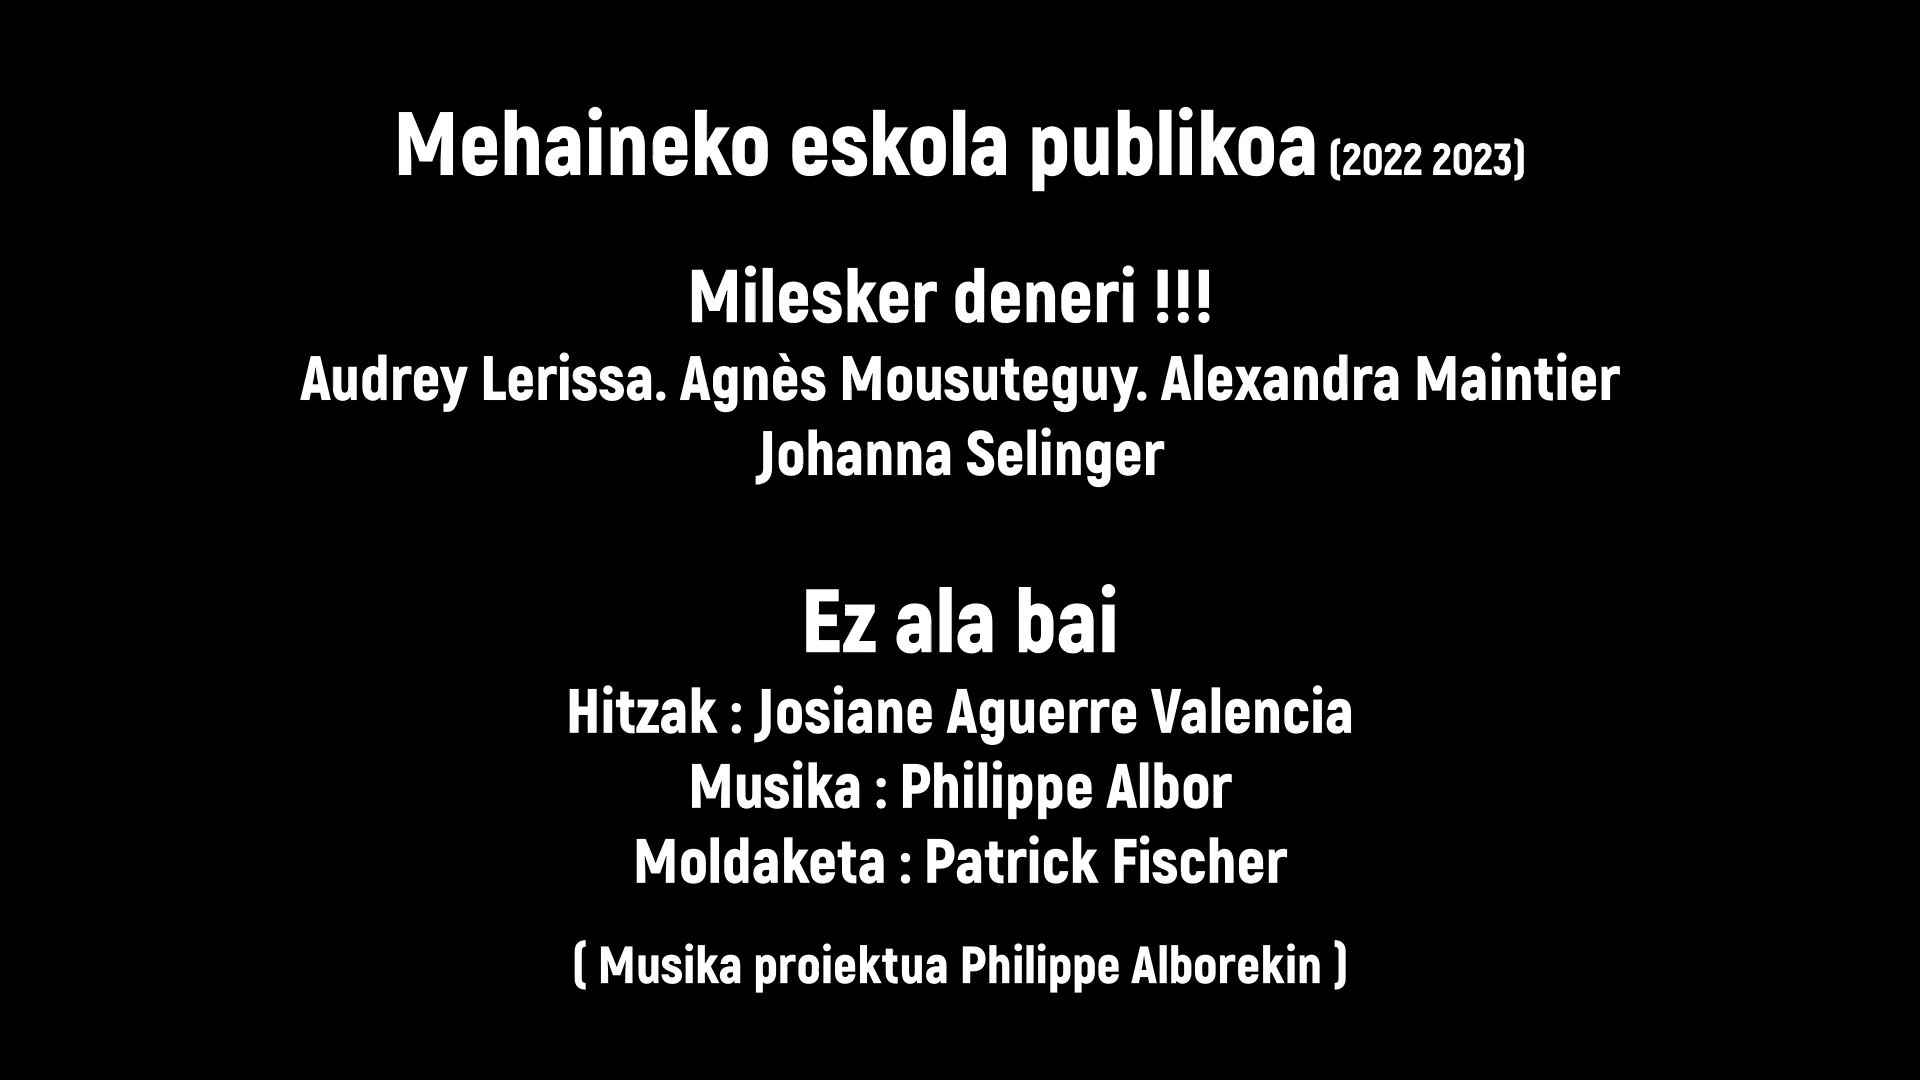 Mehaineko eskola publikoa (2022 2023)
Milesker deneri !!!
Audrey Lerissa. Agnès Mousuteguy. Alexandra Maintier
Johanna Selinger
Ez ala bai
Hitzak : Josiane Aguerre Valencia
Musika : Philippe Albor
Moldaketa : Patrick Fischer
( Musika proiektua Philippe Alborekin )